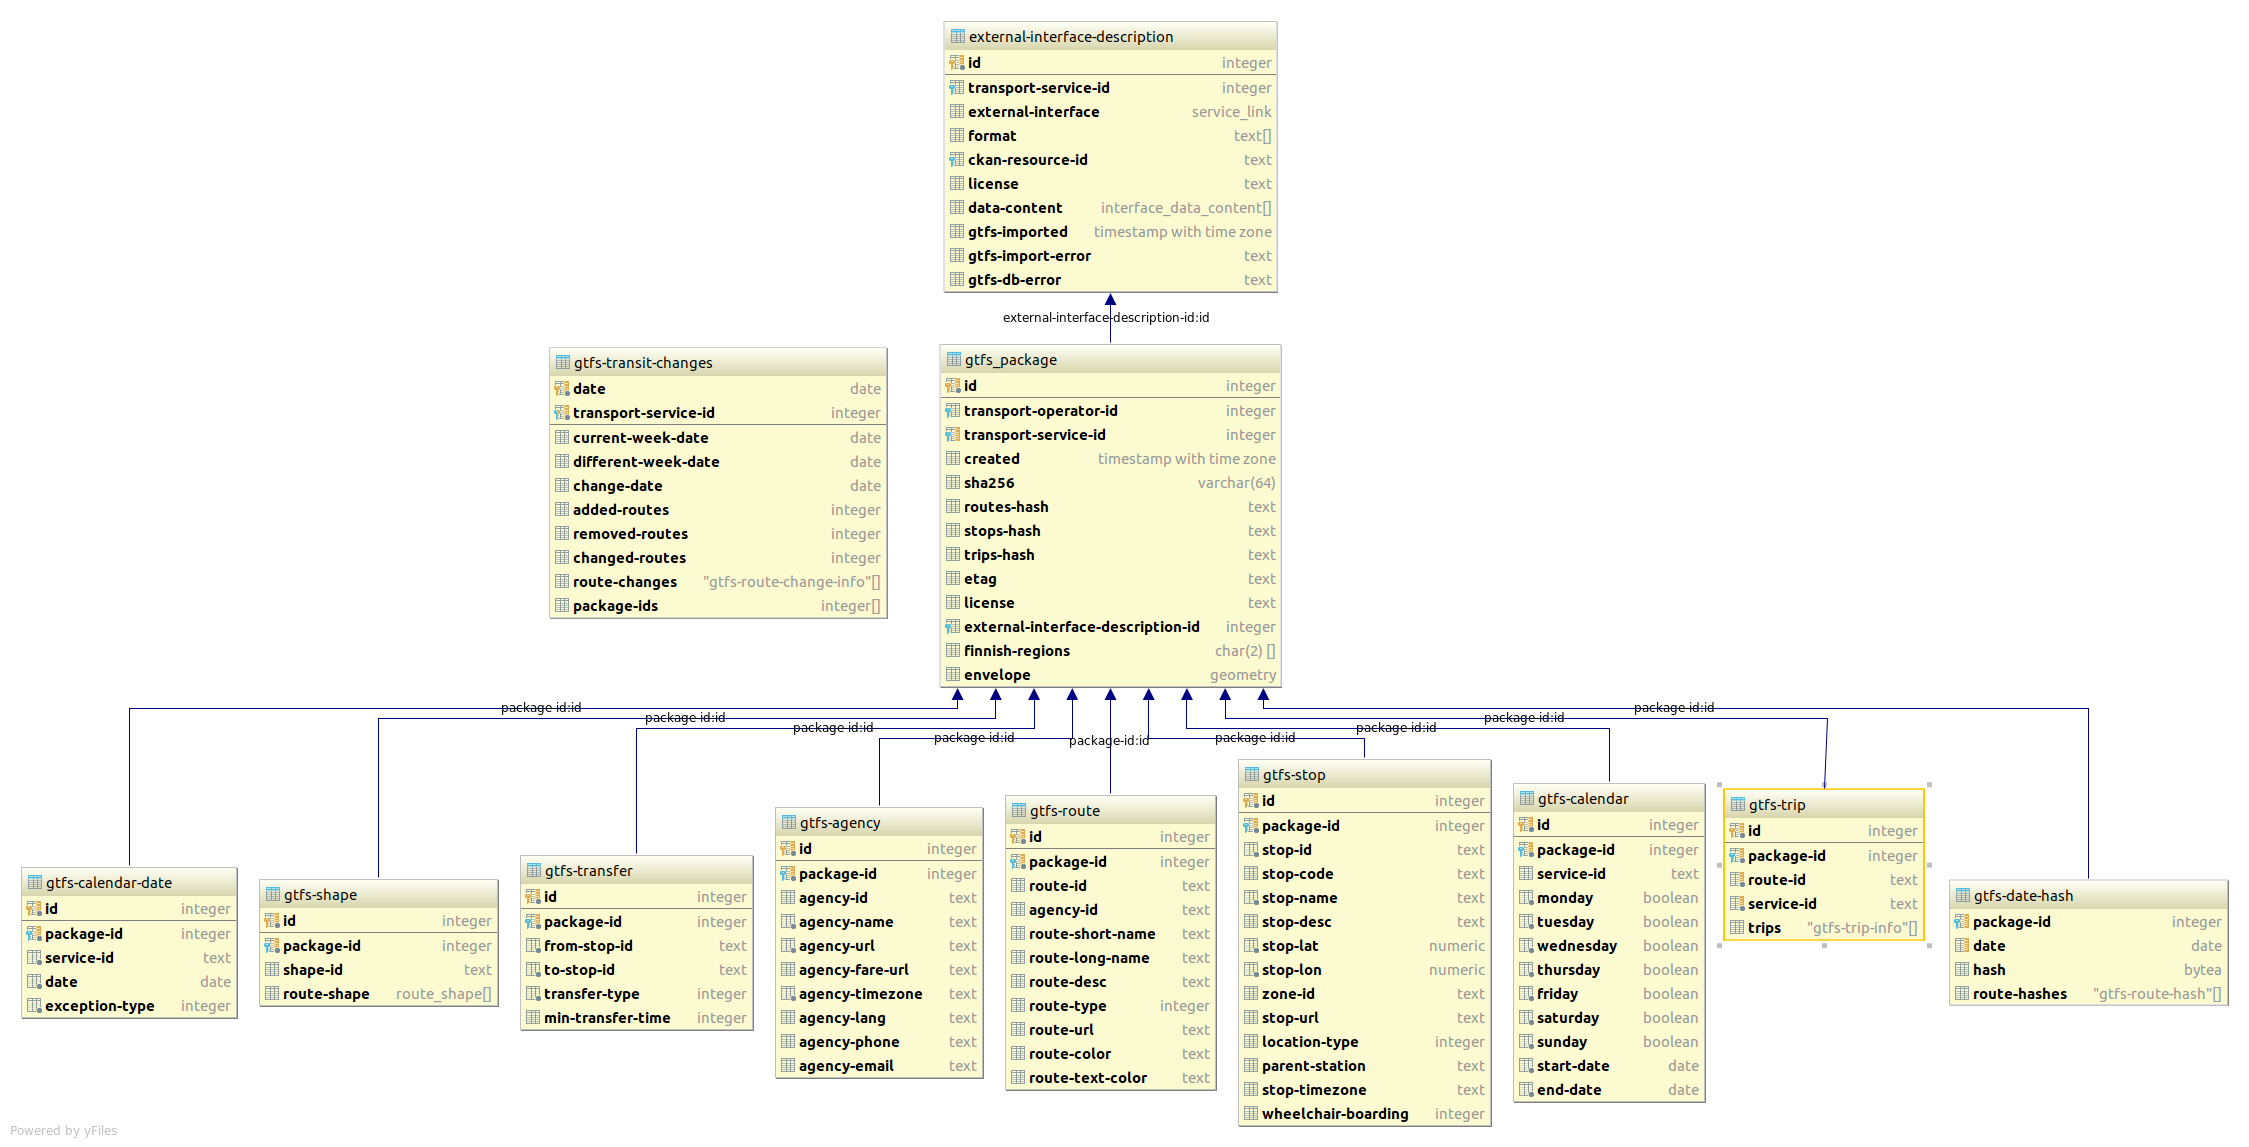 external-interface-description
id integer
transport-service-id integer
external-interface service_link
format text[]
ckan-resource-id text
license text
data-content interface_data_content[]
gtfs-imported timestamp with time zone
gtfs-import-error text
gtfs-db-error text
external-interface-description-id:id
gtfs-transit-changes
date date
transport-service-id integer
current-week-date date
different-week-date date
change-date date
added-routes integer
removed-routes integer
changed-routes integer
route-changes "gtfs-route-change-info"[]
package-ids integer[]
gtfs_package
id integer
transport-operator-id integer
transport-service-id integer
created timestamp with time zone
sha256 varchar(64)
routes-hash text
stops-hash text
trips-hash text
etag text
license text
external-interface-description-id integer
finnish-regions char(2) []
envelope geometry
package-id:id
package-id:id
package-id:id
package-id:id
package-id:id
package-id:id
package-id:id
package-id:id
package-id:id
gtfs-calendar-date
id integer
package-id integer
service-id text
date date
exception-type integer
gtfs-shape
id integer
package-id integer
shape-id text
route-shape route_shape[]
gtfs-transfer
id integer
package-id integer
from-stop-id text
to-stop-id text
transfer-type integer
min-transfer-time integer
gtfs-agency
id integer
package-id integer
agency-id text
agency-name text
agency-url text
agency-fare-url text
agency-timezone text
agency-lang text
agency-phone text
agency-email text
gtfs-route
id integer
package-id integer
route-id text
agency-id text
route-short-name text
route-long-name text
route-desc text
route-type integer
route-url text
route-color text
route-text-color text
gtfs-stop
id integer
package-id integer
stop-id text
stop-code text
stop-name text
stop-desc text
stop-lat numeric
stop-lon numeric
zone-id text
stop-url text
location-type integer
parent-station text
stop-timezone text
wheelchair-boarding integer
gtfs-calendar
id integer
package-id integer
service-id text
monday boolean
tuesday boolean
wednesday boolean
thursday boolean
friday boolean
saturday boolean
sunday boolean
start-date date
end-date date
gtfs-trip
id integer
package-id integer
route-id text
service-id text
trips "gtfs-trip-info"[]
gtfs-date-hash
package-id integer
date date
hash bytea
route-hashes "gtfs-route-hash"[]
Powered by yFiles